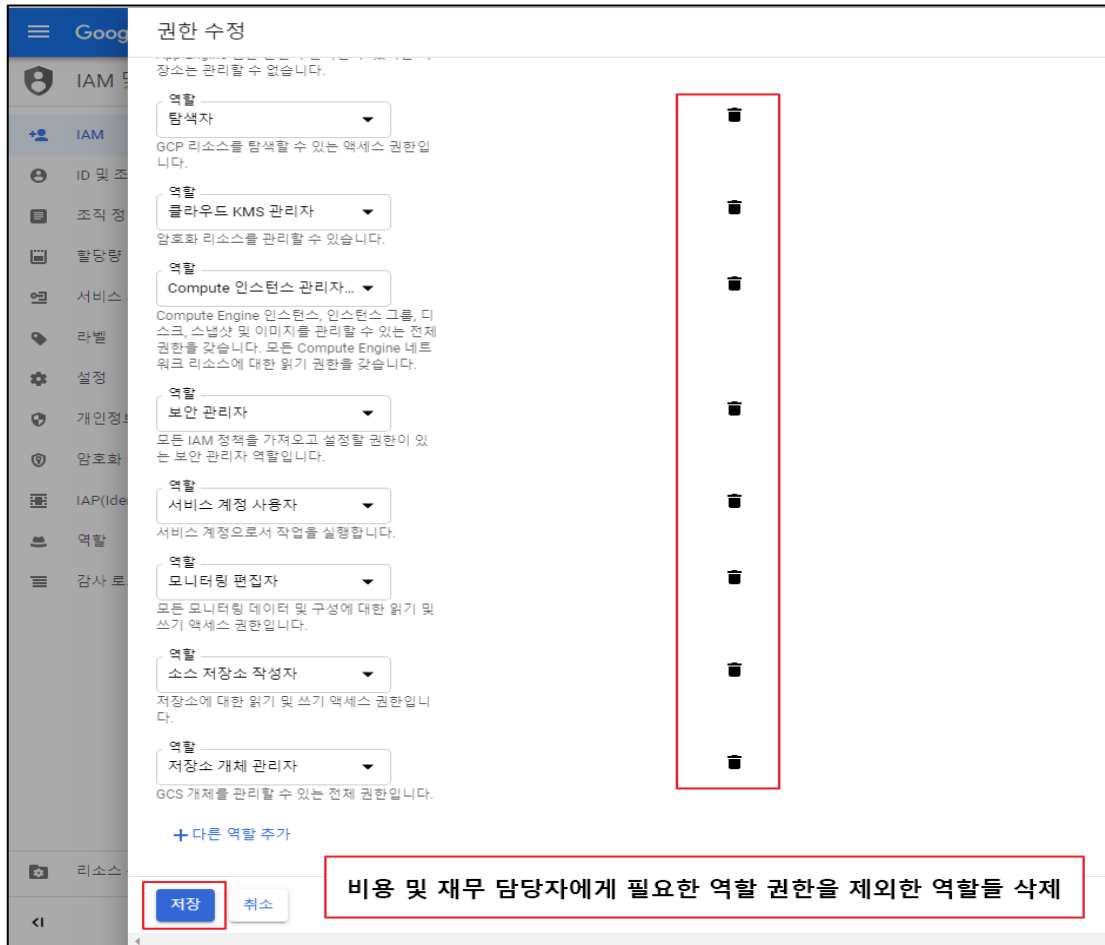 Goog
권한 수정
장소는 관리할 수 없습니다.
IAM 및
역할
탐색자
IAM
GCP 리소스를 탐색할 수 있는 액세스 권한입
니다.
ID 및 조
역할
클라우드 KMS 관리자
조직 정
암호화 리소스를 관리할 수 있습니다.
할당량
역할
Compute 인스턴스 관리자...
서비스
Compute Engine 인스턴스, 인스턴스 그룹, 디
스크, 스냅샷 및 이미지를 관리할 수 있는 전체
권한을 갖습니다. 모든 Compute Engine 네트
워크 리소스에 대한 읽기 권한을 갖습니다.
라벨
설정
역할
보안 관리자
개인정보
모든 IAM 정책을 가져오고 설정할 권한이 있
는 보안 관리자 역할입니다.
암호화
역할
서비스 계정 사용자
IAP(Iden
서비스 계정으로서 작업을 실행합니다.
역할
역할
모니터링 편집자
감사 로
모든 모니터링 데이터 및 구성에 대한 읽기 및
쓰기 액세스 권한입니다.
역할
소스 저장소 작성자
저장소에 대한 읽기 및 쓰기 액세스 권한입니
다.
역할
저장소 개체 관리자
GCS 개체를 관리할 수 있는 전체 권한입니다.
+ 다른 역할 추가
리소스
비용 및 재무 담당자에게 필요한 역할 권한을 제외한 역할들 삭제
저장
취소